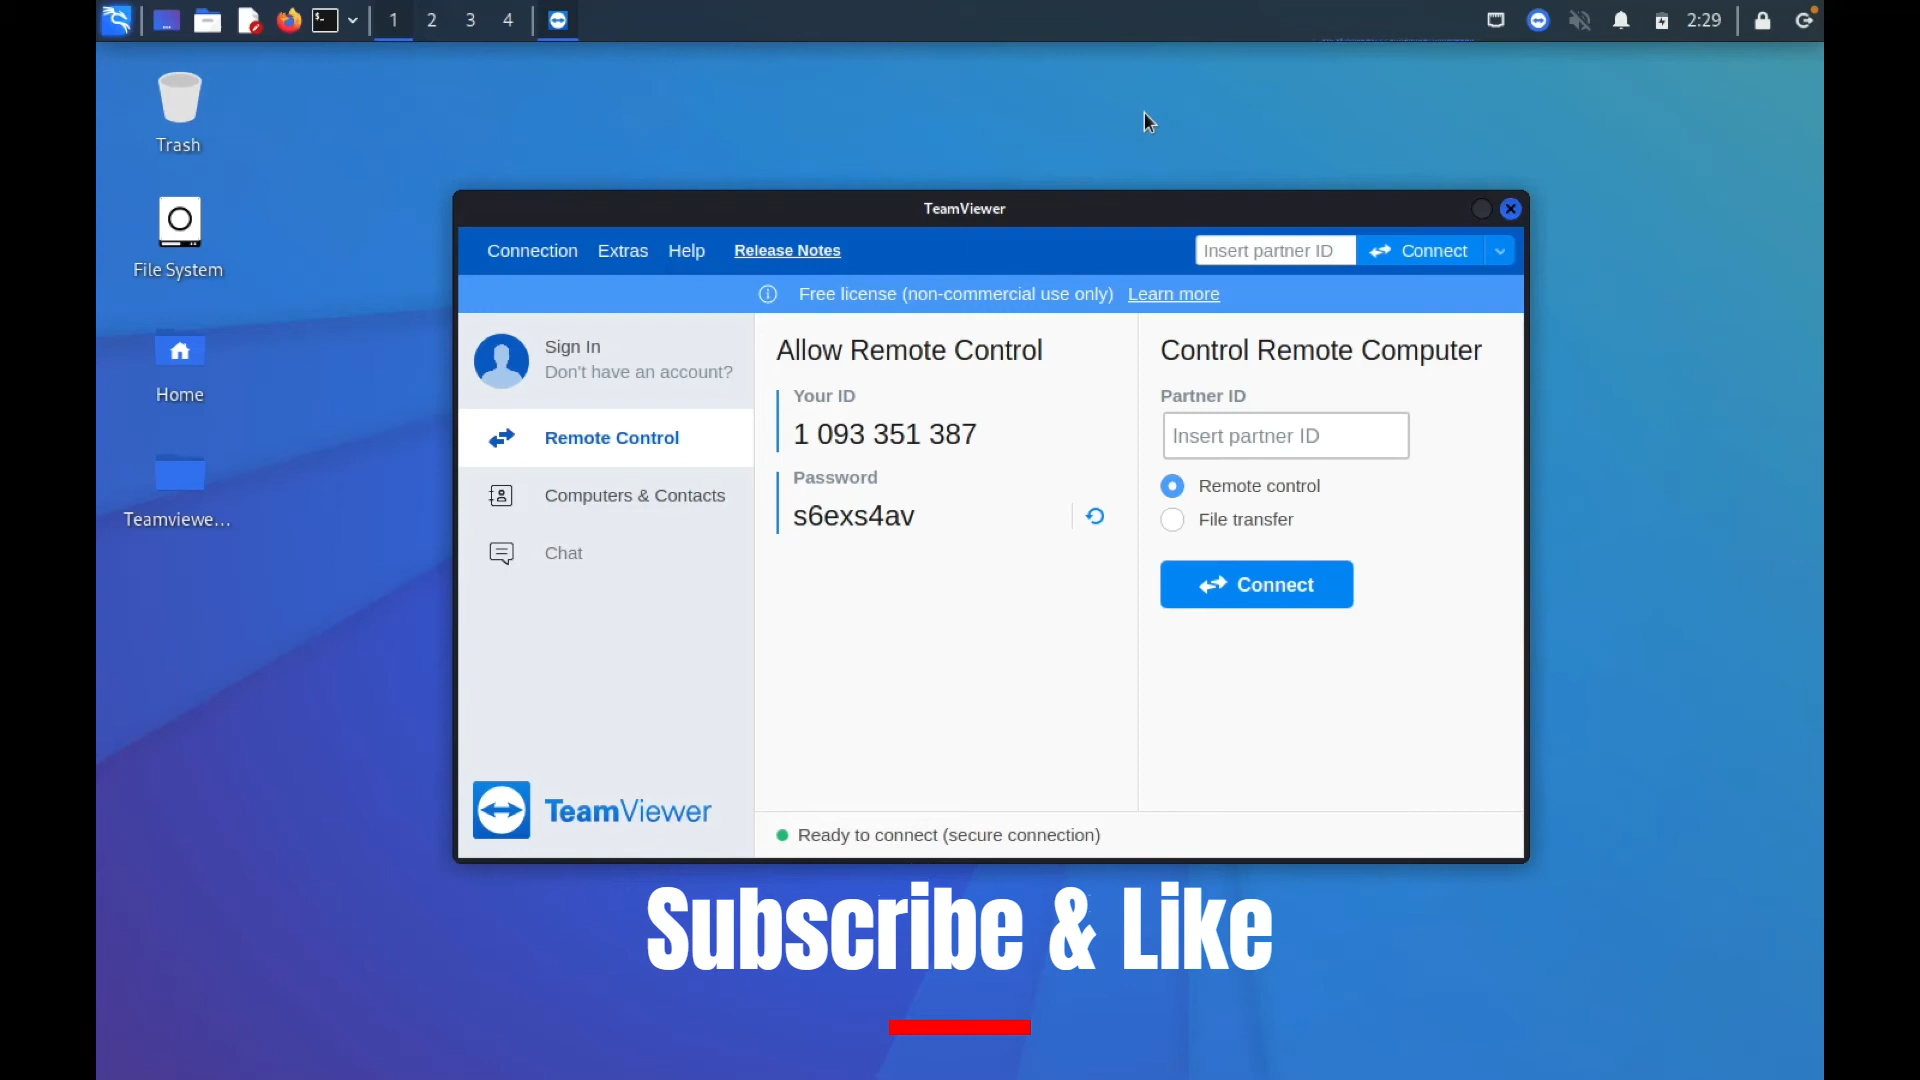 1 2 3 4
2:29
Trash
File System
Home
Teamviewe...
TeamViewer
Connection Extras Help Release Notes Insert partner ID Connect
Free license (non-commercial use only) Learn more
Sign In
Don't have an account?
Remote Control
Computers & Contacts
Chat
TeamViewer
Allow Remote Control
Your ID
1 093 351 387
Password
s6exs4av
Control Remote Computer
Partner ID
Insert partner ID
Remote control
File transfer
Connect
Ready to connect (secure connection)
Subscribe & Like